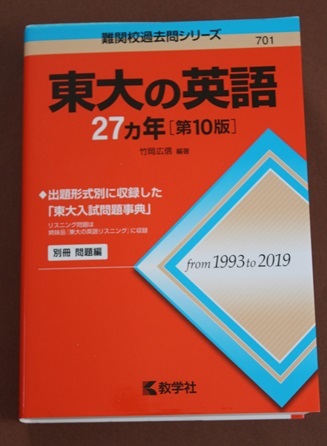 難関校過去問シリーズ
701
東大の英語
27カ年[第10版]
竹岡広信 編著
◆出題形式別に収録した
「東大入試問題事典」
リスニング問題は
姉妹品「東大の英語リスニング」に収録
別冊 問題編
from 1993 to 2019
教学社